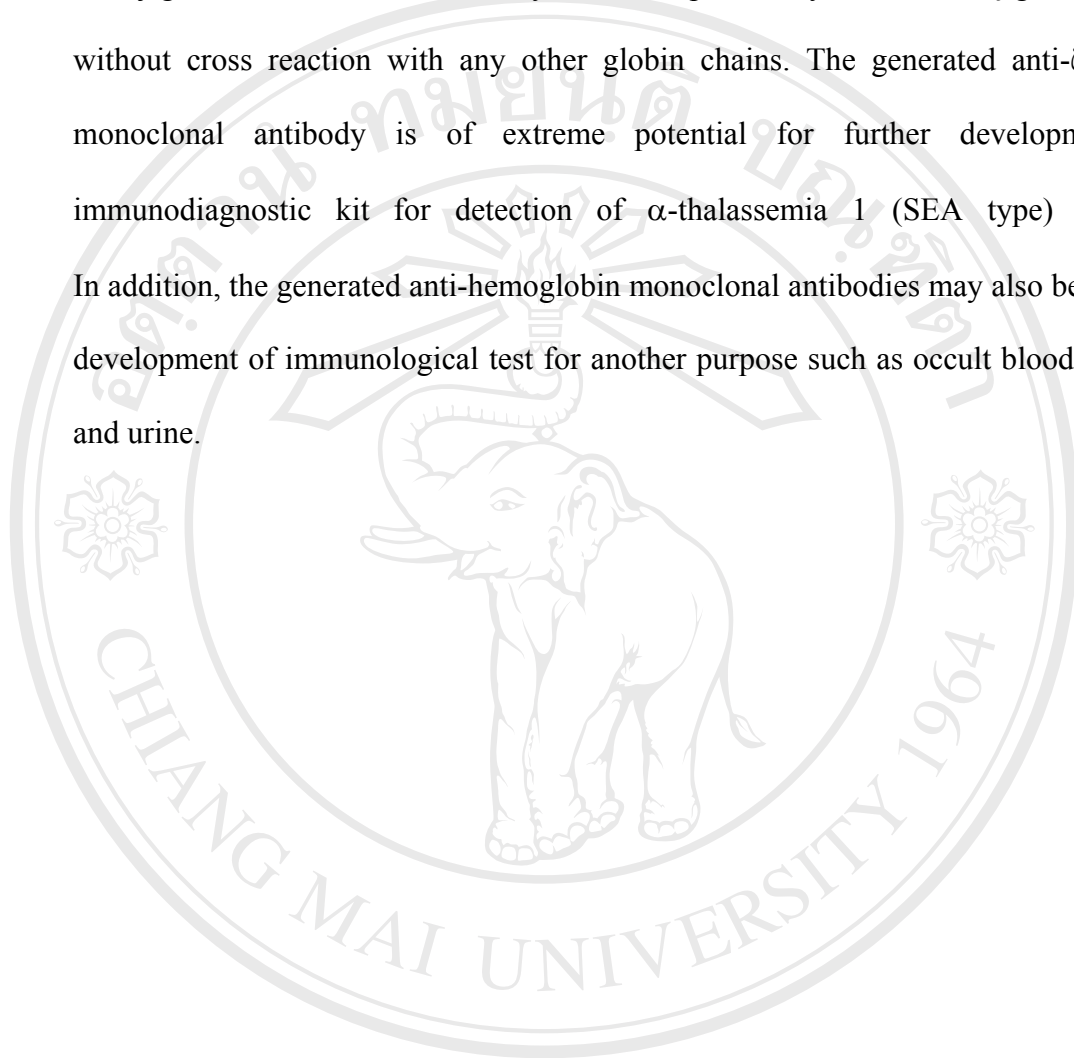 without cross reaction with any other globin chains. The generated anti-
monoclonal antibody is of extreme potential for further
immunodiagnostic kit for detection of α-thalassemia 1 (SEA type)
In addition, the generated anti-hemoglobin monoclonal antibodies may also be
development of immunological test for another purpose such as occult blood
and urine.
CHIANG MAI UNIVERSITY 1964